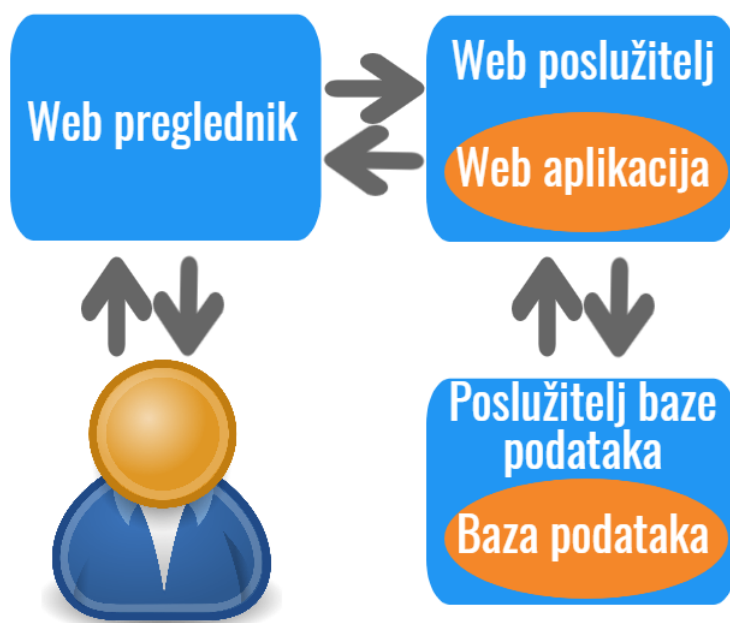 Web preglednik
Web poslužitelj
Web aplikacija
Poslužitelj baze
podataka
Baza podataka